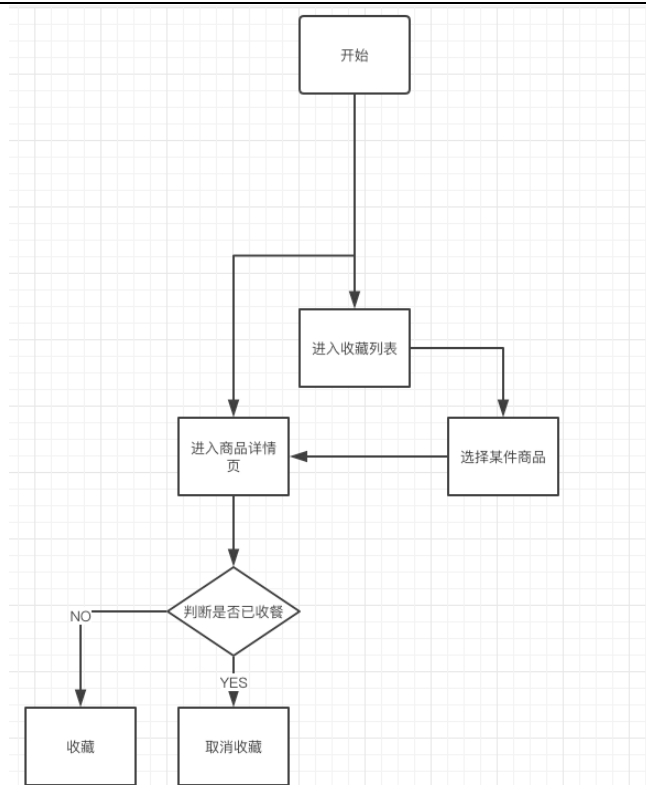 开始
进入收藏列表
进入商品详情
页
选择某件商品
判断是否已收餐
NO
YES
收藏
取消收藏